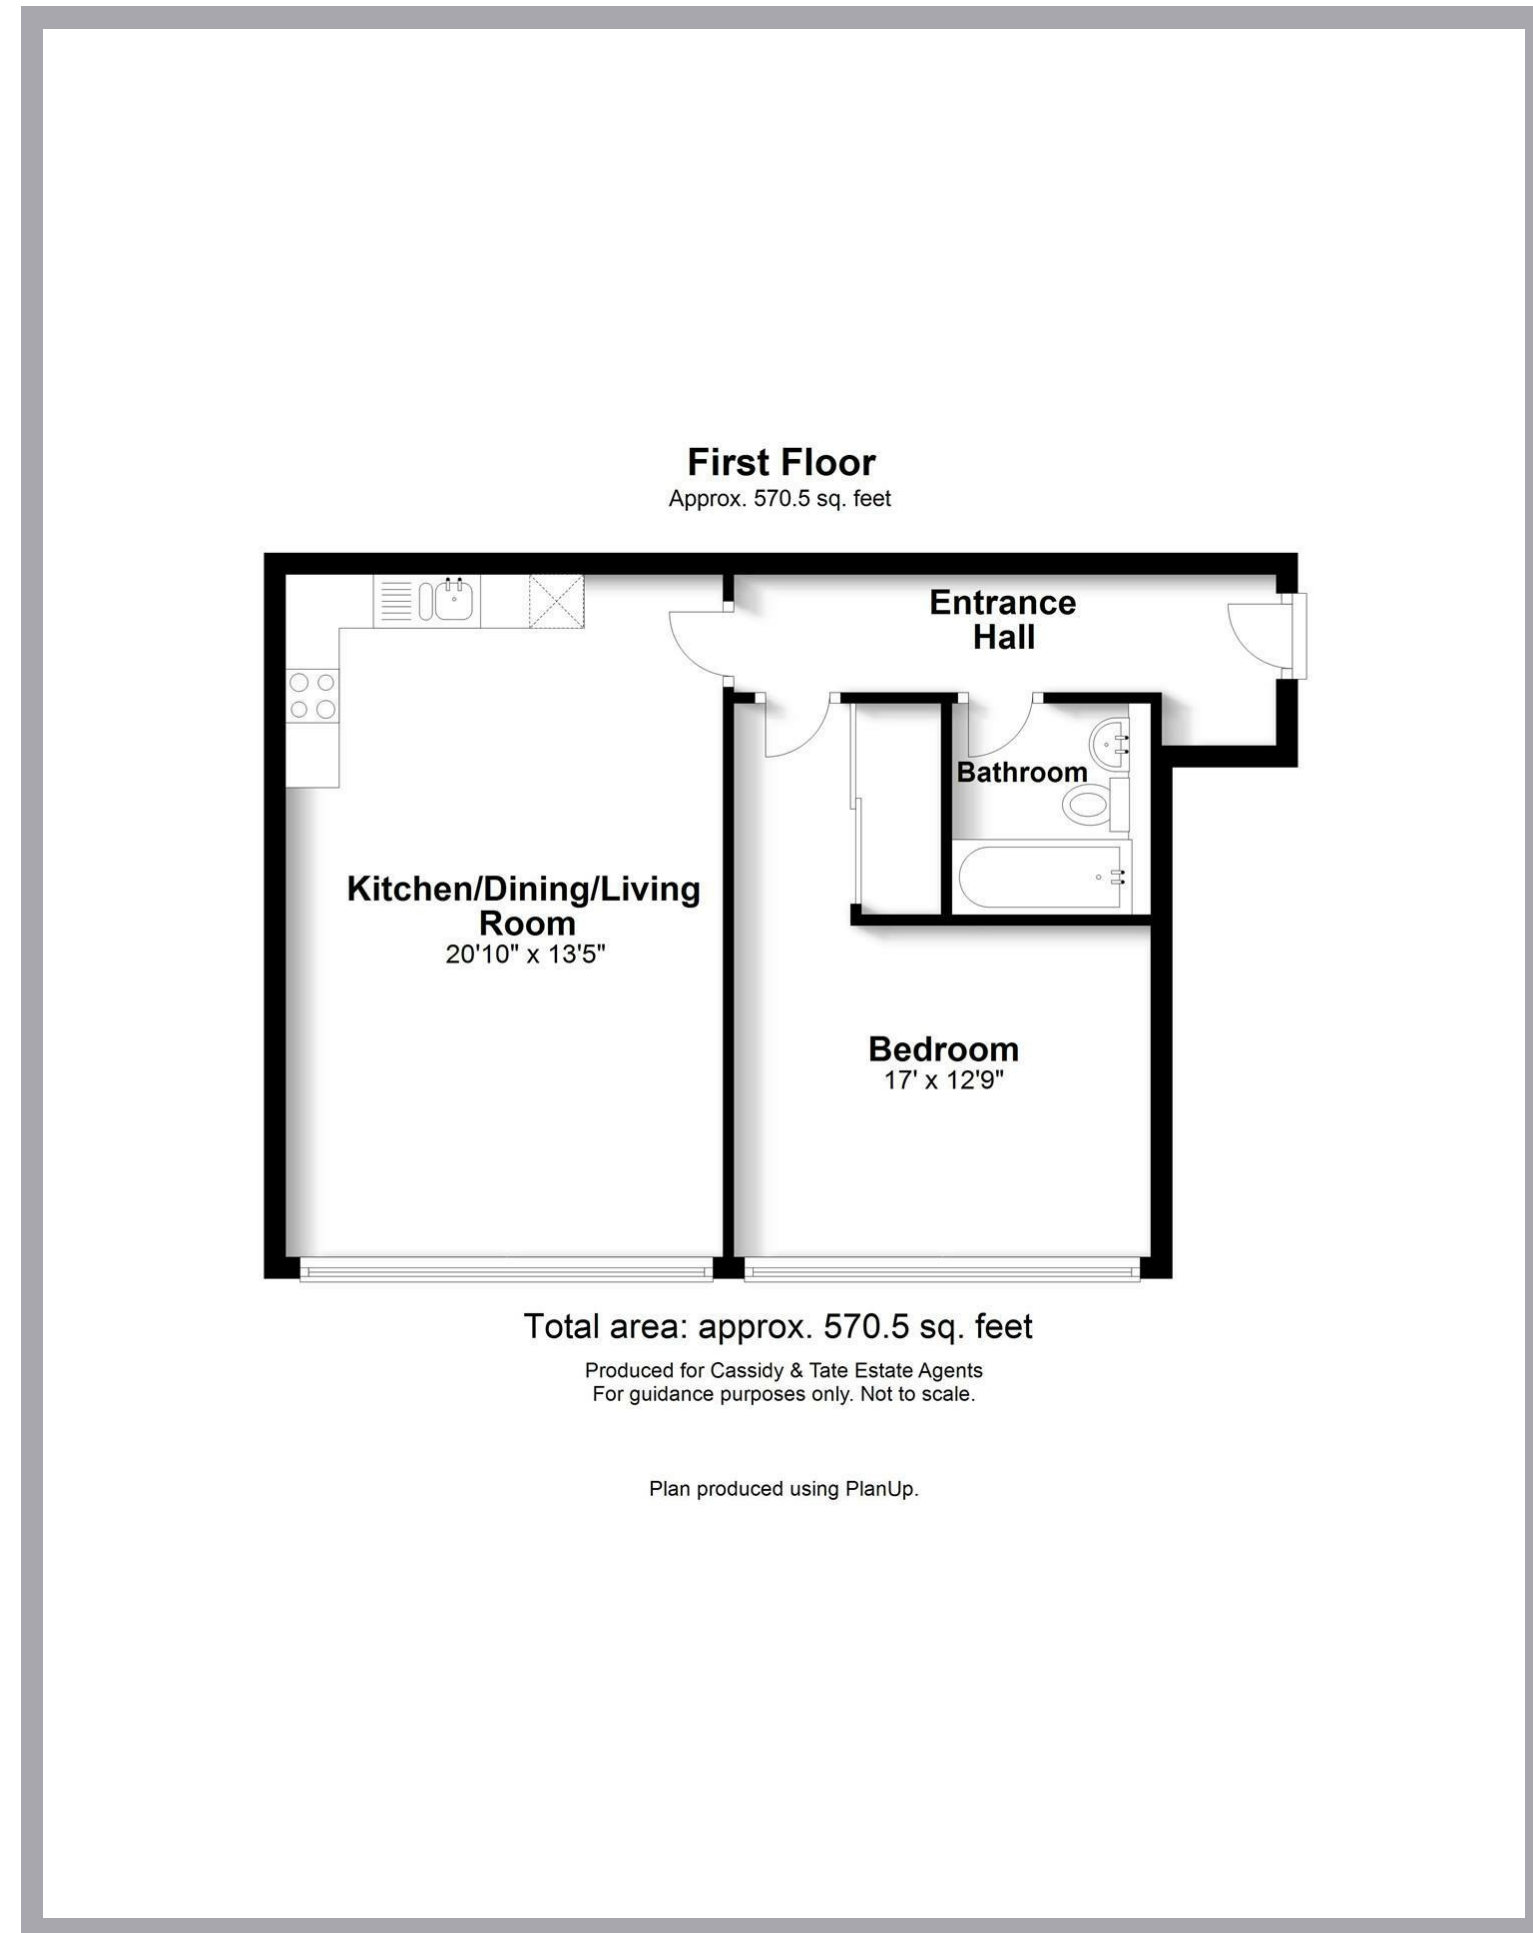 First Floor
Approx. 570.5 sq. feet
Entrance
Hall
Bathroom
Kitchen/Dining/Living
Room
20'10" x 13'5"
Bedroom
17' x 12'9"
Total area: approx. 570.5 sq. feet
Produced for Cassidy & Tate Estate Agents
For guidance purposes only. Not to scale.
Plan produced using PlanUp.